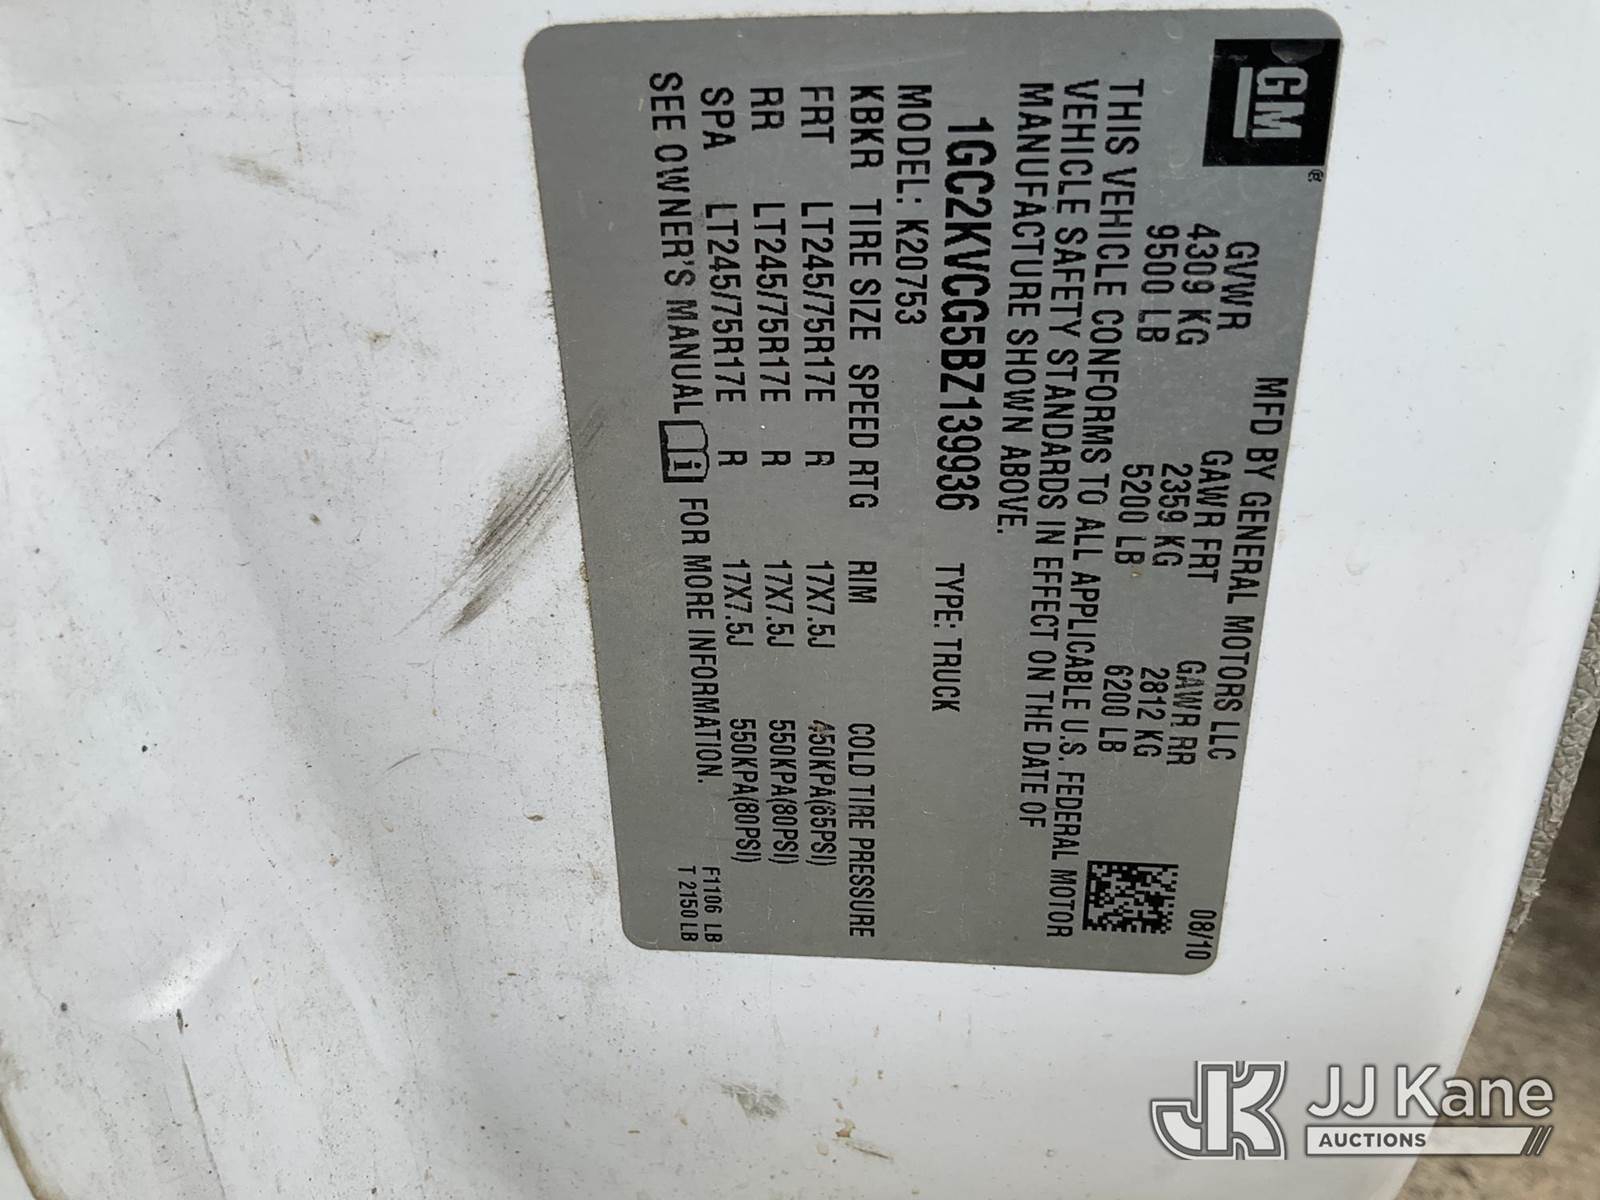 GM®
MFD BY GENERAL MOTORS LLC 08/10
GVWR GAWR FRT GAWR RR
4309 KG 2359 KG 2812 KG
9500 LB 5200 LB 6200 LB
THIS VEHICLE CONFORMS TO ALL APPLICABLE U.S. FEDERAL MOTOR
VEHICLE SAFETY STANDARDS IN EFFECT ON THE DATE OF
MANUFACTURE SHOWN ABOVE.
1GC2KVCG5BZ139936 TYPE: TRUCK
MODEL: K20753
KBKR TIRE SIZE SPEED RTG RIM COLD TIRE PRESSURE
FRT LT245/75R17E R 17X7.5J 450KPA(65PSI)
RR LT245/75R17E R 17X7.5J 550KPA(80PSI)
SPA LT245/75R17E R 17X7.5J 550KPA(80PSI)
SEE OWNER'S MANUAL i FOR MORE INFORMATION.
F1106 LB
T 2150 LB
JK JJ Kane
AUCTIONS